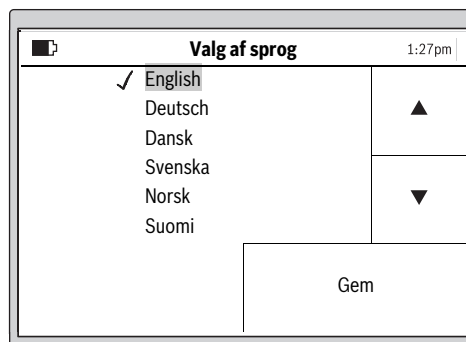 Valg af sprog 1:27pm
English
Deutsch
Dansk
Svenska
Norsk
Suomi
Gem